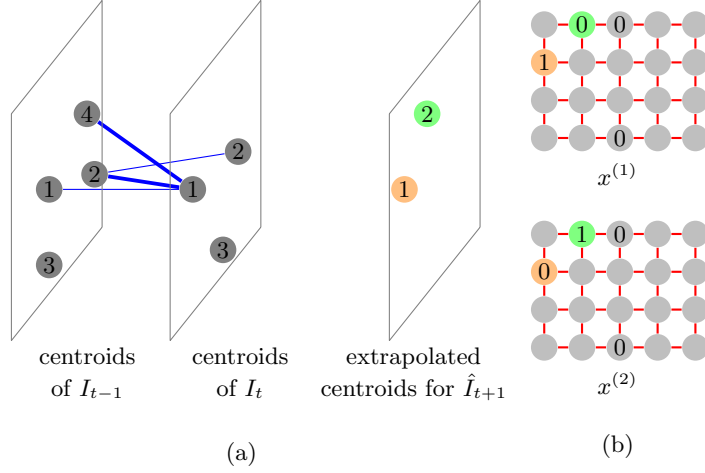 4
2
1
3
2
1
3
2
1
centroids
of I_{t−1}
centroids
of I_t
extrapolated
centroids for Î_{t+1}
(a)
0 0
1
0
x^{(1)}
1 0
0
0
x^{(2)}
(b)